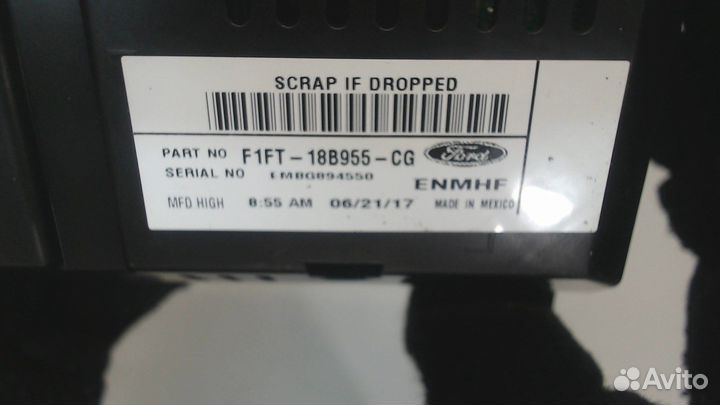 SCRAP IF DROPPED
PART NO F1FT-18B955-CG Ford
SERIAL NO EMBG894550
ENMHF
MFD HIGH 8:55 AM 06/21/17 MADE IN MEXICO
Avito